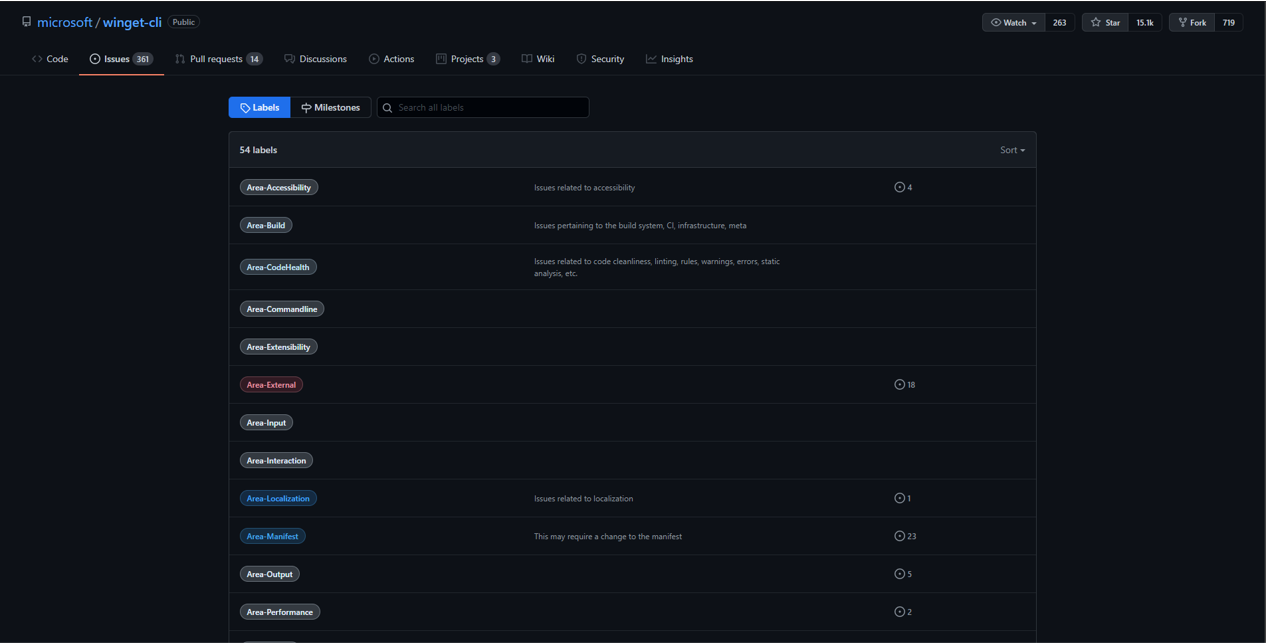 microsoft / winget-cli Public
Watch 263 Star 15.1k Fork 719
Code Issues 361 Pull requests 14 Discussions Actions Projects 3 Wiki Security Insights
Labels Milestones Search all labels
54 labels Sort
Area-Accessibility Issues related to accessibility 4
Area-Build Issues pertaining to the build system, CI, infrastructure, meta
Area-CodeHealth Issues related to code cleanliness, linting, rules, warnings, errors, static
analysis, etc.
Area-Commandline
Area-Extensibility
Area-External 18
Area-Input
Area-Interaction
Area-Localization Issues related to localization 1
Area-Manifest This may require a change to the manifest 23
Area-Output 5
Area-Performance 2